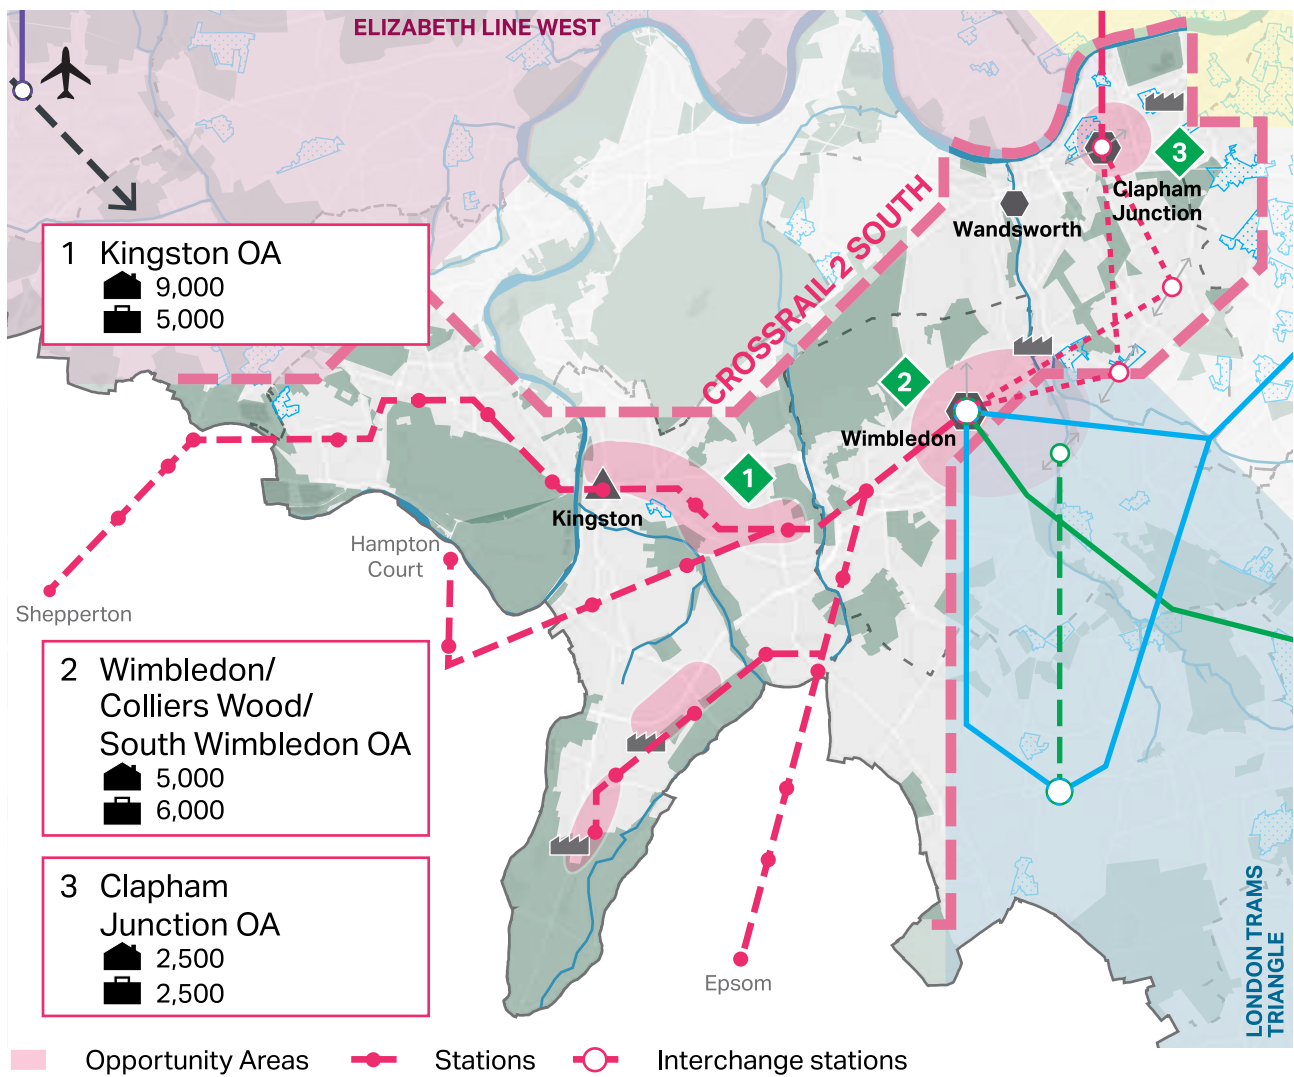 ELIZABETH LINE WEST
1 Kingston OA
9,000
5,000
CROSSRAIL 2 SOUTH
3
Clapham
Junction
Wandsworth
2
Wimbledon
1
Kingston
Hampton
Court
Shepperton
2 Wimbledon/
Colliers Wood/
South Wimbledon OA
5,000
6,000
3 Clapham
Junction OA
2,500
2,500
Epsom
LONDON TRAMS
TRIANGLE
Opportunity Areas
Stations
Interchange stations